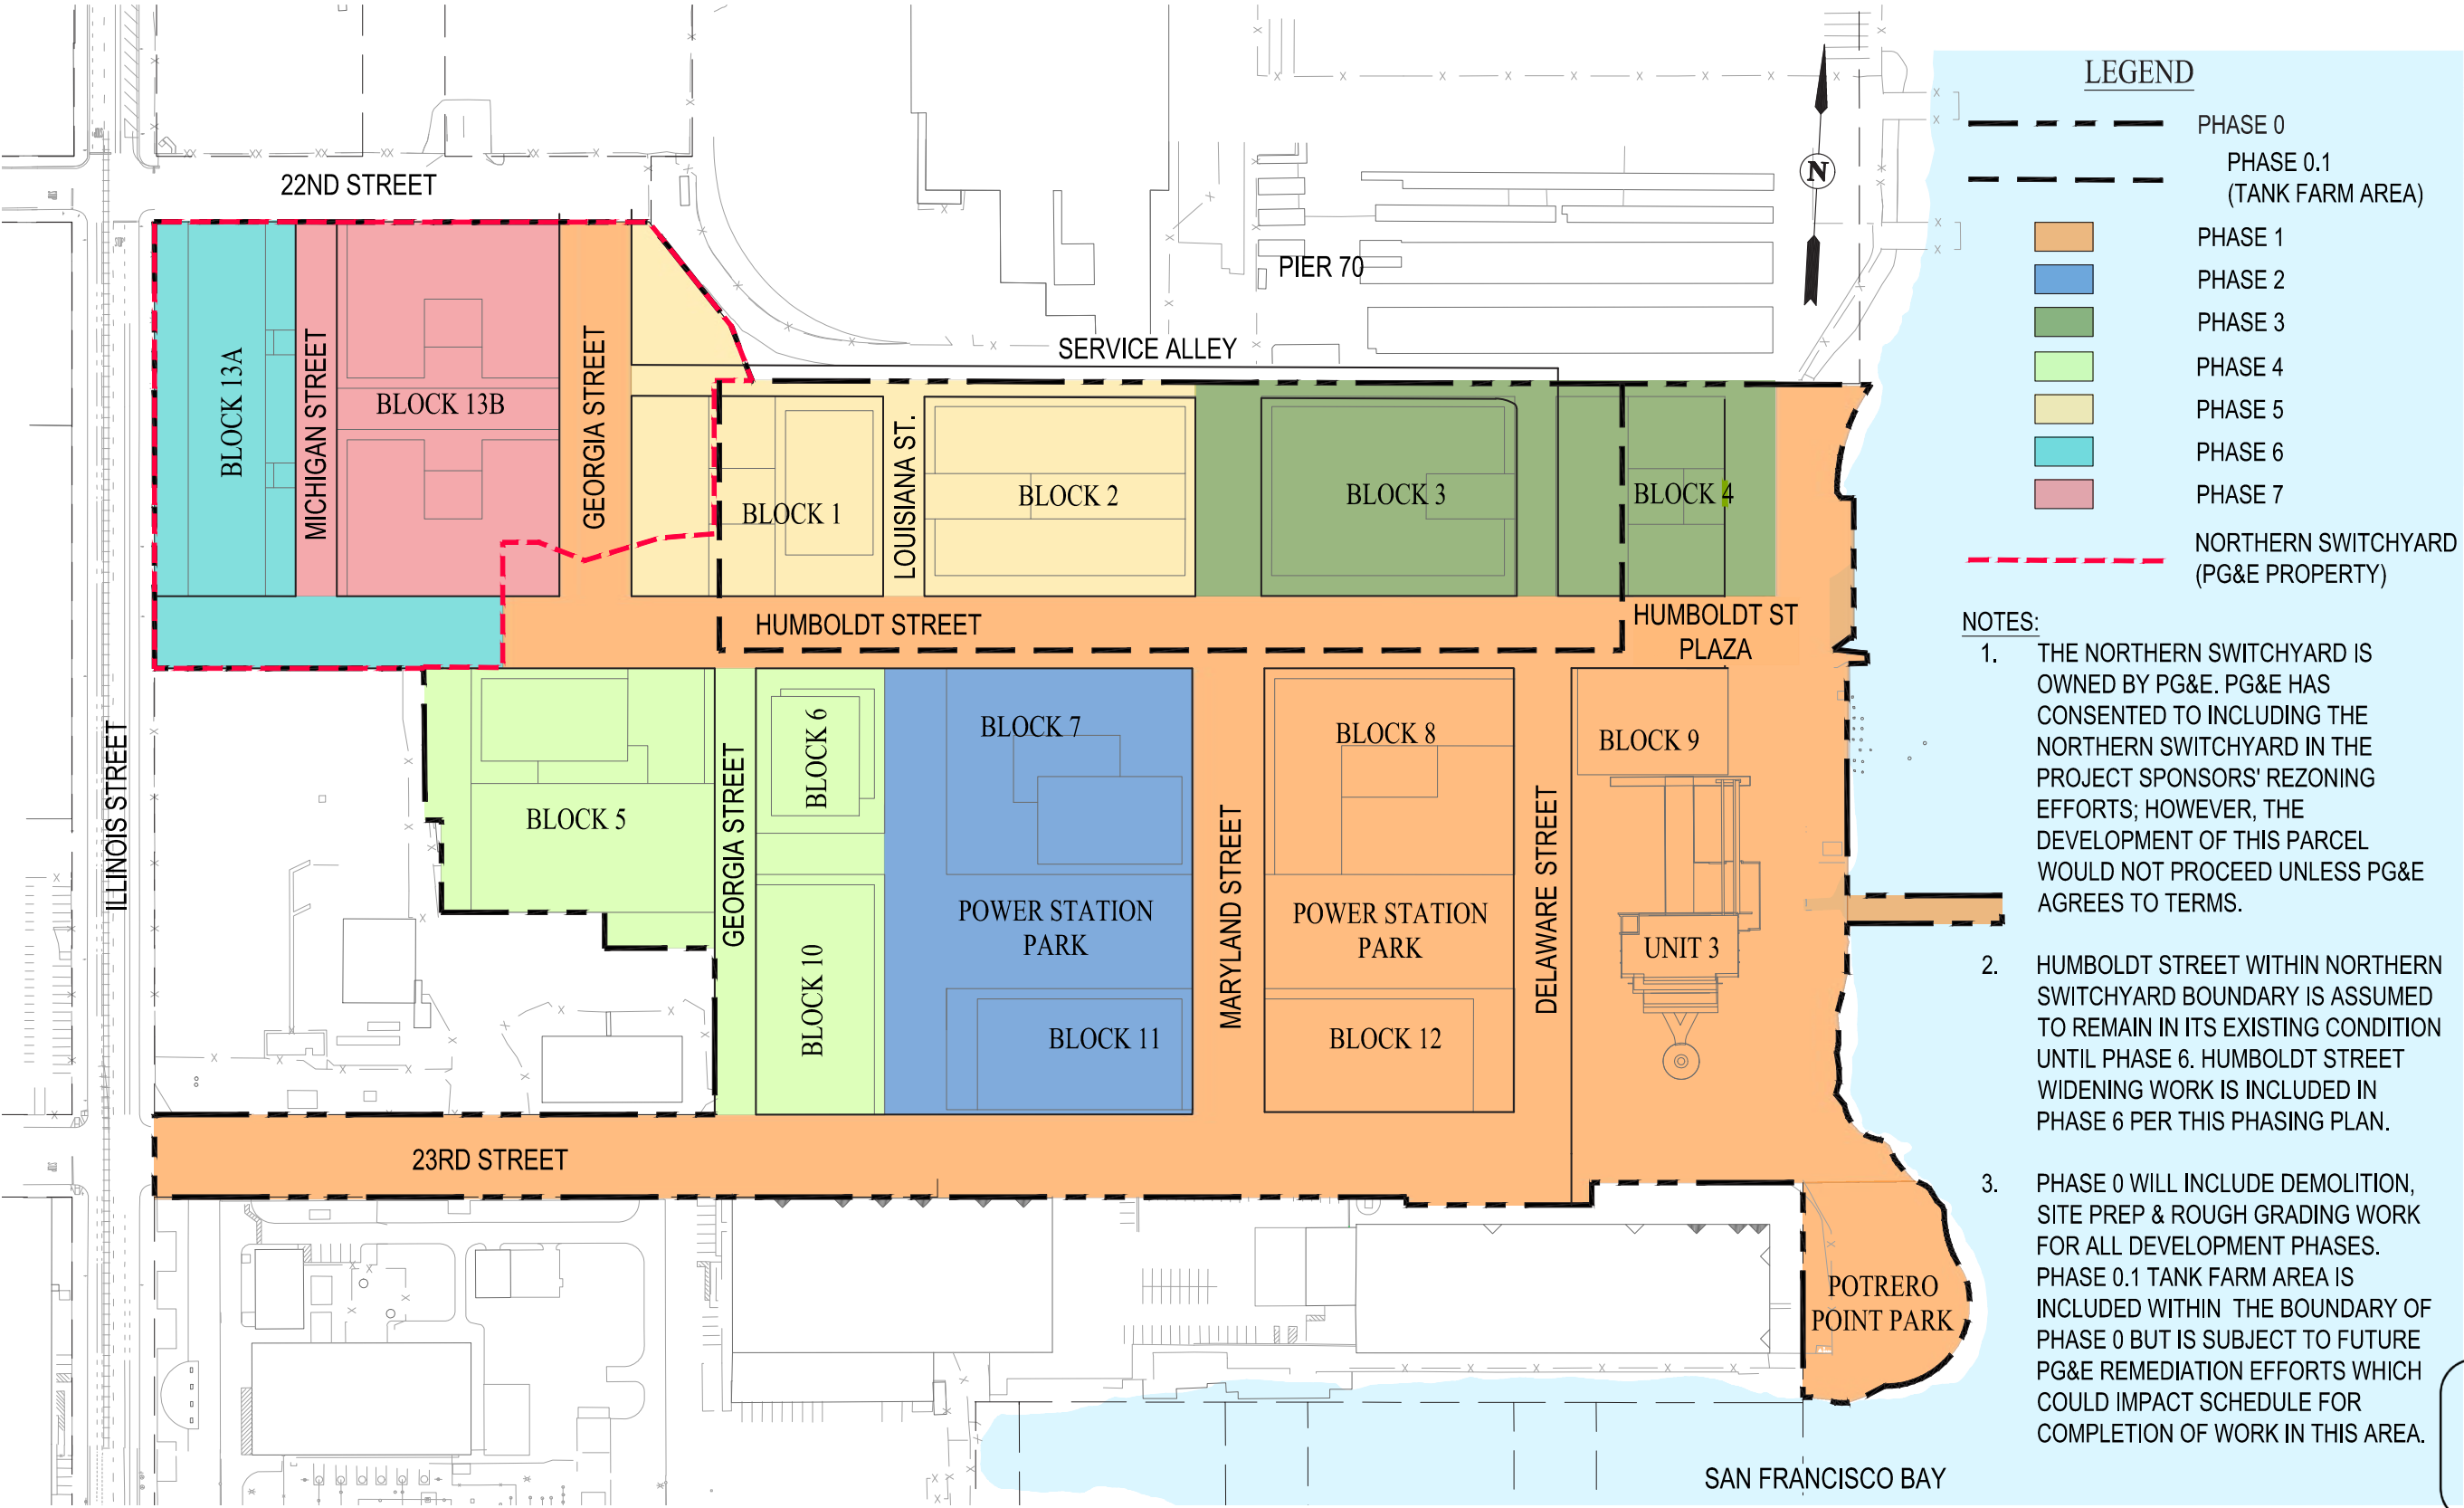 22ND STREET
PIER 70
SERVICE ALLEY
N
BLOCK 13A
MICHIGAN STREET
BLOCK 13B
GEORGIA STREET
BLOCK 1
LOUISIANA ST.
BLOCK 2
BLOCK 3
BLOCK 4
HUMBOLDT STREET
HUMBOLDT ST
PLAZA
ILLINOIS STREET
BLOCK 5
GEORGIA STREET
BLOCK 6
BLOCK 7
BLOCK 8
BLOCK 9
MARYLAND STREET
DELAWARE STREET
BLOCK 10
POWER STATION
PARK
POWER STATION
PARK
UNIT 3
BLOCK 11
BLOCK 12
23RD STREET
POTRERO
POINT PARK
SAN FRANCISCO BAY
LEGEND
PHASE 0
PHASE 0.1
(TANK FARM AREA)
PHASE 1
PHASE 2
PHASE 3
PHASE 4
PHASE 5
PHASE 6
PHASE 7
NORTHERN SWITCHYARD
(PG&E PROPERTY)
NOTES:
1. THE NORTHERN SWITCHYARD IS
OWNED BY PG&E. PG&E HAS
CONSENTED TO INCLUDING THE
NORTHERN SWITCHYARD IN THE
PROJECT SPONSORS' REZONING
EFFORTS; HOWEVER, THE
DEVELOPMENT OF THIS PARCEL
WOULD NOT PROCEED UNLESS PG&E
AGREES TO TERMS.
2. HUMBOLDT STREET WITHIN NORTHERN
SWITCHYARD BOUNDARY IS ASSUMED
TO REMAIN IN ITS EXISTING CONDITION
UNTIL PHASE 6. HUMBOLDT STREET
WIDENING WORK IS INCLUDED IN
PHASE 6 PER THIS PHASING PLAN.
3. PHASE 0 WILL INCLUDE DEMOLITION,
SITE PREP & ROUGH GRADING WORK
FOR ALL DEVELOPMENT PHASES.
PHASE 0.1 TANK FARM AREA IS
INCLUDED WITHIN THE BOUNDARY OF
PHASE 0 BUT IS SUBJECT TO FUTURE
PG&E REMEDIATION EFFORTS WHICH
COULD IMPACT SCHEDULE FOR
COMPLETION OF WORK IN THIS AREA.